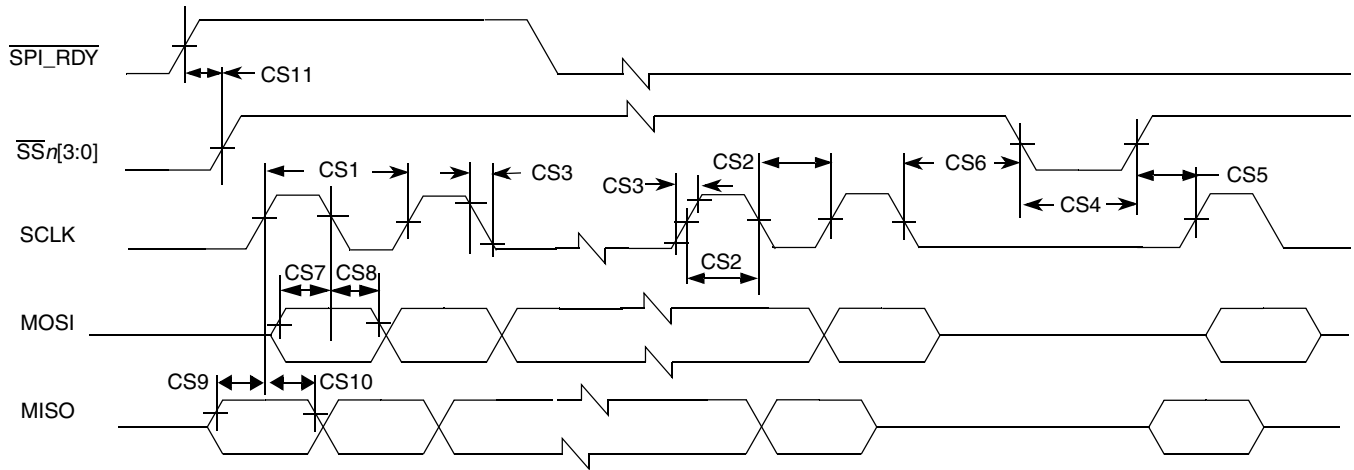 SPI_RDY
CS11
SSn[3:0]
CS1
CS3
CS3
CS2
CS6
CS5
CS4
SCLK
CS2
CS7
CS8
MOSI
CS9
CS10
MISO